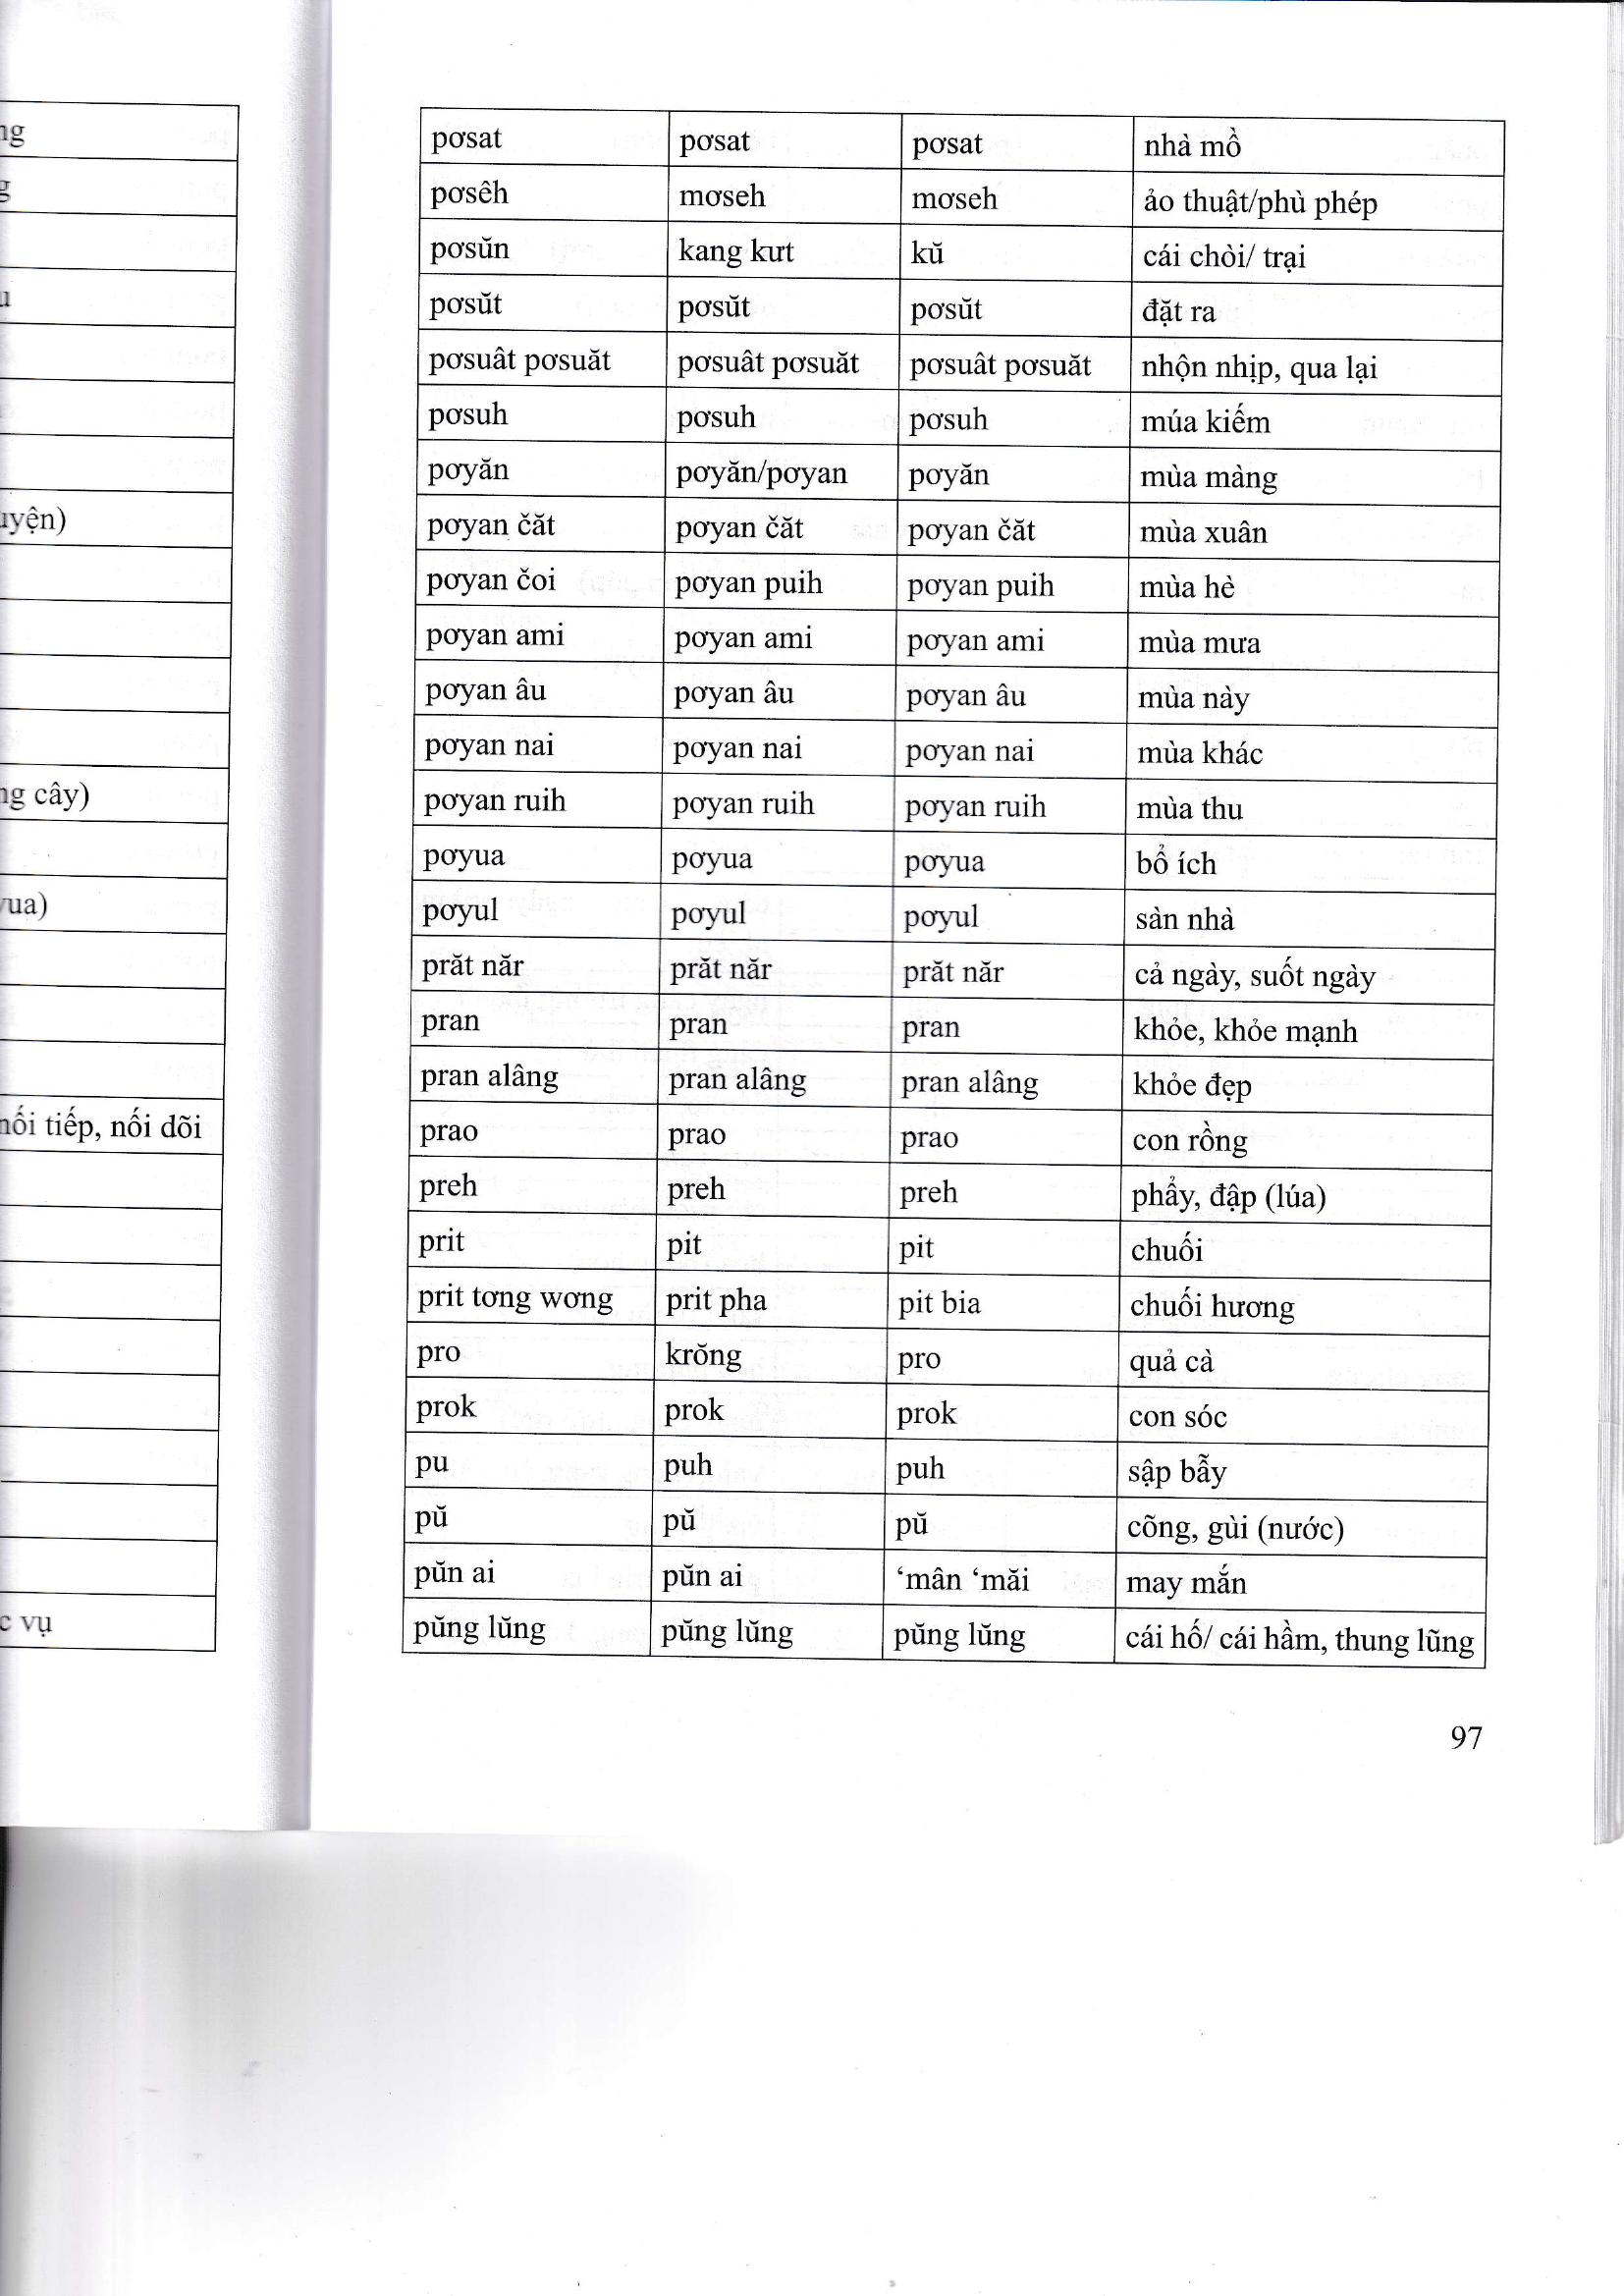 yện)
cây)
nối tiếp, nối dõi
vụ
pơsat pơsat pơsat nhà mồ
pơsêh mơseh mơseh ảo thuật/phù phép
pơsŭn kang kưt kŭ cái chòi/ trại
pơsŭt pơsŭt pơsŭt đặt ra
pơsuât pơsuăt pơsuât pơsuăt pơsuât pơsuăt nhộn nhịp, qua lại
pơsuh pơsuh pơsuh múa kiếm
pơyăn pơyăn/pơyan pơyăn mùa màng
pơyan čăt pơyan čăt pơyan čăt mùa xuân
pơyan čoi pơyan puih pơyan puih mùa hè
pơyan ami pơyan ami pơyan ami mùa mưa
pơyan âu pơyan âu pơyan âu mùa này
pơyan nai pơyan nai pơyan nai mùa khác
pơyan ruih pơyan ruih pơyan ruih mùa thu
pơyua pơyua pơyua bổ ích
pơyul pơyul pơyul sàn nhà
prăt năr prăt năr prăt năr cả ngày, suốt ngày
pran pran pran khỏe, khỏe mạnh
pran alâng pran alâng pran alâng khỏe đẹp
prao prao prao con rồng
preh preh preh phẩy, đập (lúa)
prit pit pit chuối
prit tơng wơng prit pha pit bia chuối hương
pro krŏng pro quả cà
prok prok prok con sóc
pu puh puh sập bẫy
pŭ pŭ pŭ cõng, gùi (nước)
pŭn ai pŭn ai ‘mân ‘măi may mắn
pŭng lŭng pŭng lŭng pŭng lŭng cái hố/ cái hầm, thung lũng
97